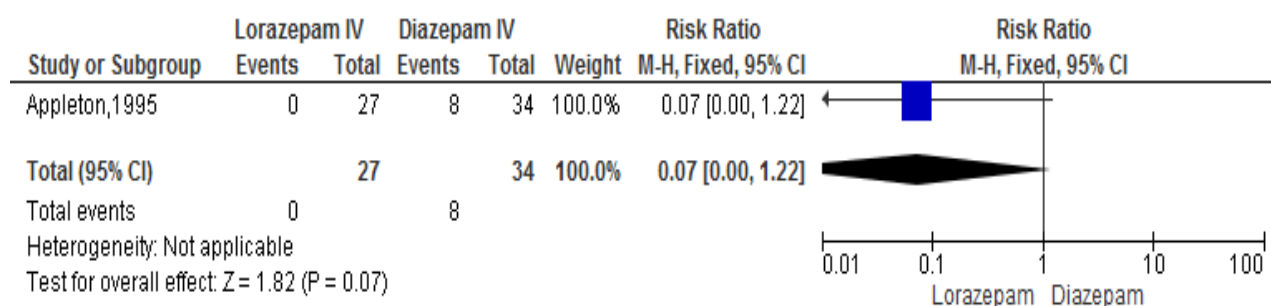 Lorazepam IV Diazepam IV Risk Ratio Risk Ratio
Study or Subgroup Events Total Events Total Weight M-H, Fixed, 95% CI M-H, Fixed, 95% CI
Appleton,1995 0 27 8 34 100.0% 0.07 [0.00, 1.22]
Total (95% CI) 27 34 100.0% 0.07 [0.00, 1.22]
Total events 0 8
Heterogeneity: Not applicable
Test for overall effect: Z = 1.82 (P = 0.07)
0.01 0.1 1 10 100
Lorazepam Diazepam